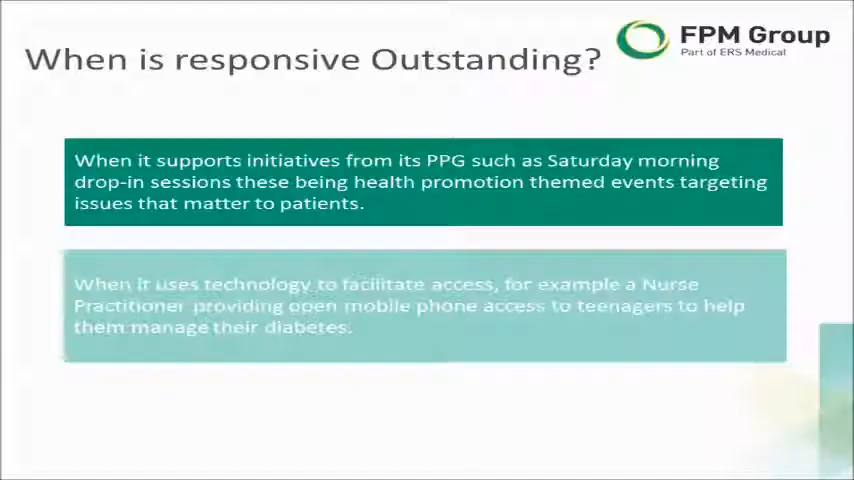 When is responsive Outstanding?
FPM Group
Part of ERS Medical
When it supports initiatives from its PPG such as Saturday morning
drop-in sessions these being health promotion themed events targeting
issues that matter to patients.
When it uses technology to facilitate access, for example a Nurse
Practitioner providing open mobile phone access to teenagers to help
them manage their diabetes.